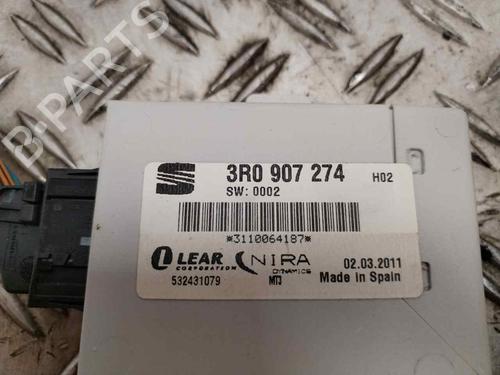 B-PARTS
3R0 907 274 H02
SW: 0002
*3110064187*
LEAR CORPORATION NIRA DYNAMICS 02.03.2011
532431079 MT3 Made in Spain